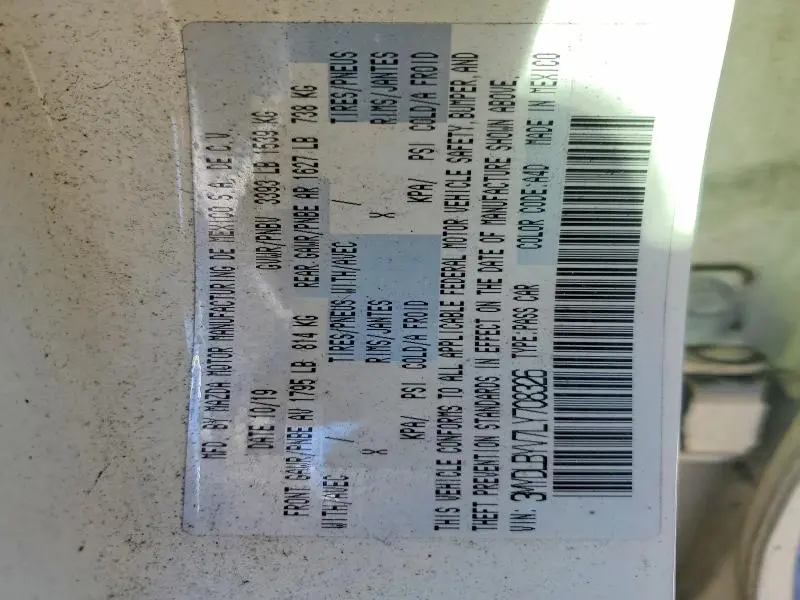 MFD BY MAZDA MOTOR MANUFACTURING DE MEXICO S.A. DE C.V.
DATE 10/19 GVWR/PNBV 3393 LB 1539 KG
FRONT GAWR/PNBE AV 1795 LB 814 KG REAR GAWR/PNBE AR 1627 LB 738 KG
WITH/AVEC / TIRES/PNEUS WITH/AVEC / TIRES/PNEUS
X RIMS/JANTES X RIMS/JANTES
KPA/ PSI COLD/A FROID KPA/ PSI COLD/A FROID
THIS VEHICLE CONFORMS TO ALL APPLICABLE FEDERAL MOTOR VEHICLE SAFETY BUMPER, AND
THEFT PREVENTION STANDARDS IN EFFECT ON THE DATE OF MANUFACTURE SHOWN ABOVE.
VIN: 3MYDLBYV7LY708326 TYPE:PASS CAR COLOR CODE:A4D MADE IN MEXICO